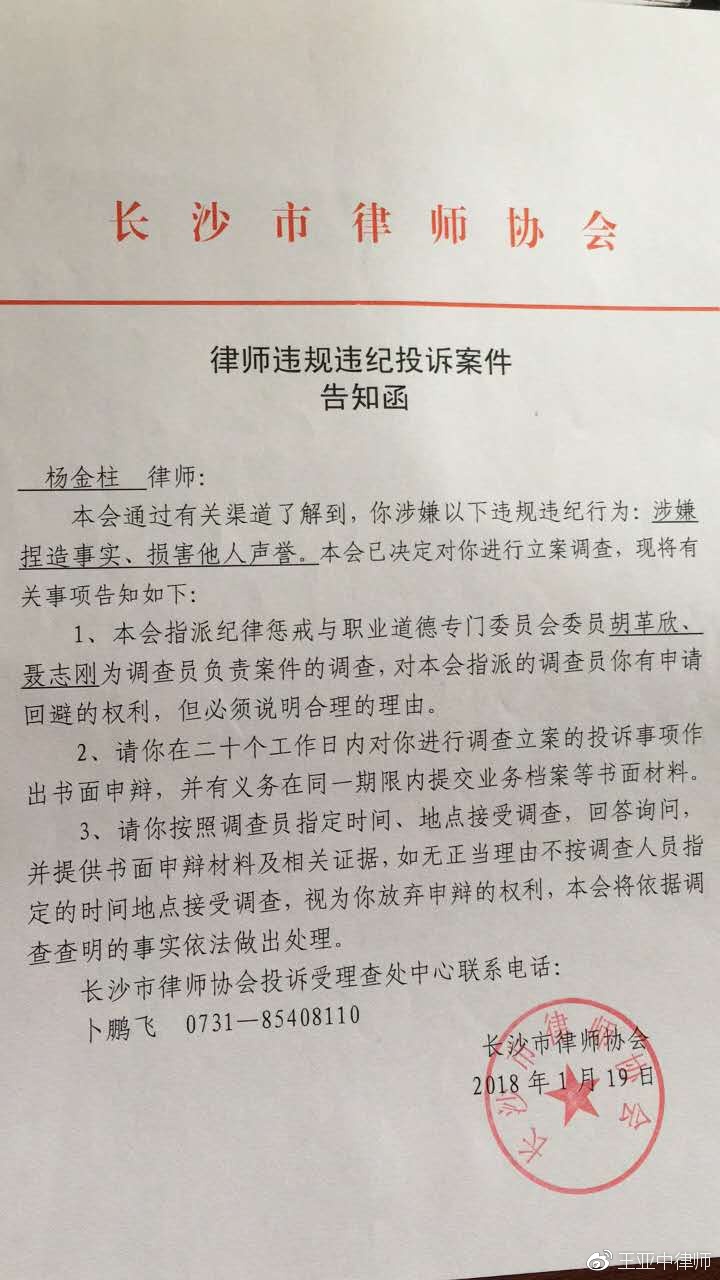 长沙市律师协会
律师违规违纪投诉案件
告知函
杨金柱 律师：
本会通过有关渠道了解到，你涉嫌以下违规违纪行为：涉嫌
捏造事实、损害他人声誉。本会已决定对你进行立案调查，现将有
关事项告知如下：
1、本会指派纪律惩戒与职业道德专门委员会委员胡革欣、
聂志刚为调查员负责案件的调查，对本会指派的调查员你有申请
回避的权利，但必须说明合理的理由。
2、请你在二十个工作日内对你进行调查立案的投诉事项作
出书面申辩，并有义务在同一期限内提交业务档案等书面材料。
3、请你按照调查员指定时间、地点接受调查，回答询问，
并提供书面申辩材料及相关证据，如无正当理由不按调查人员指
定的时间地点接受调查，视为你放弃申辩的权利，本会将依据调
查查明的事实依法做出处理。
长沙市律师协会投诉受理查处中心联系电话：
卜鹏飞 0731—85408110
长沙市律师协会
2018年1月19日
长沙市律师协会
王亚中律师